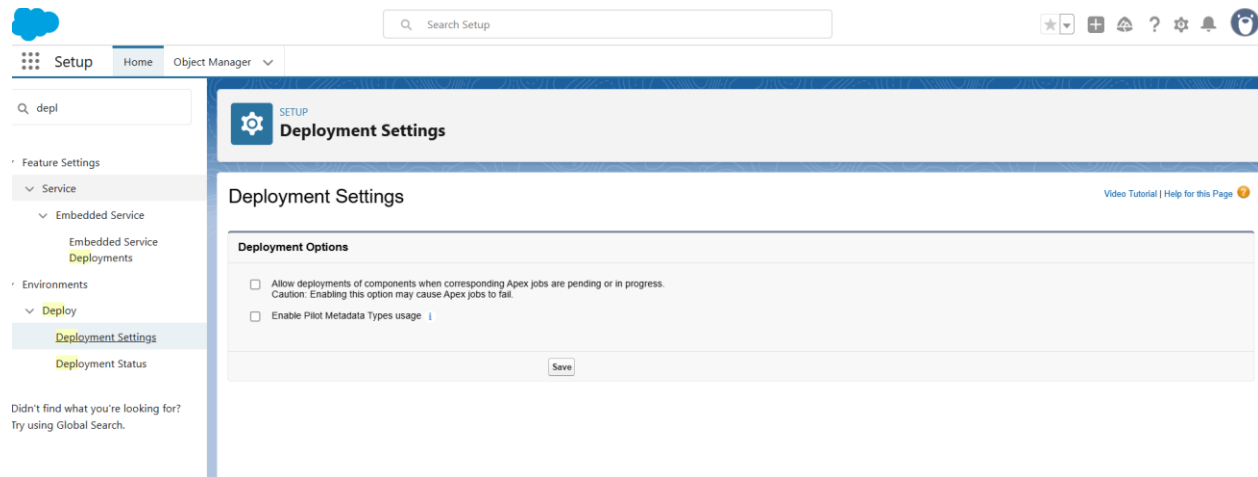 Search Setup
Setup
Home
Object Manager
depl
Feature Settings
Service
Embedded Service
Embedded Service
Deployments
Environments
Deploy
Deployment Settings
Deployment Status
Didn't find what you're looking for?
Try using Global Search.
SETUP
Deployment Settings
Deployment Settings
Video Tutorial | Help for this Page
Deployment Options
Allow deployments of components when corresponding Apex jobs are pending or in progress.
Caution: Enabling this option may cause Apex jobs to fail.
Enable Pilot Metadata Types usage
Save